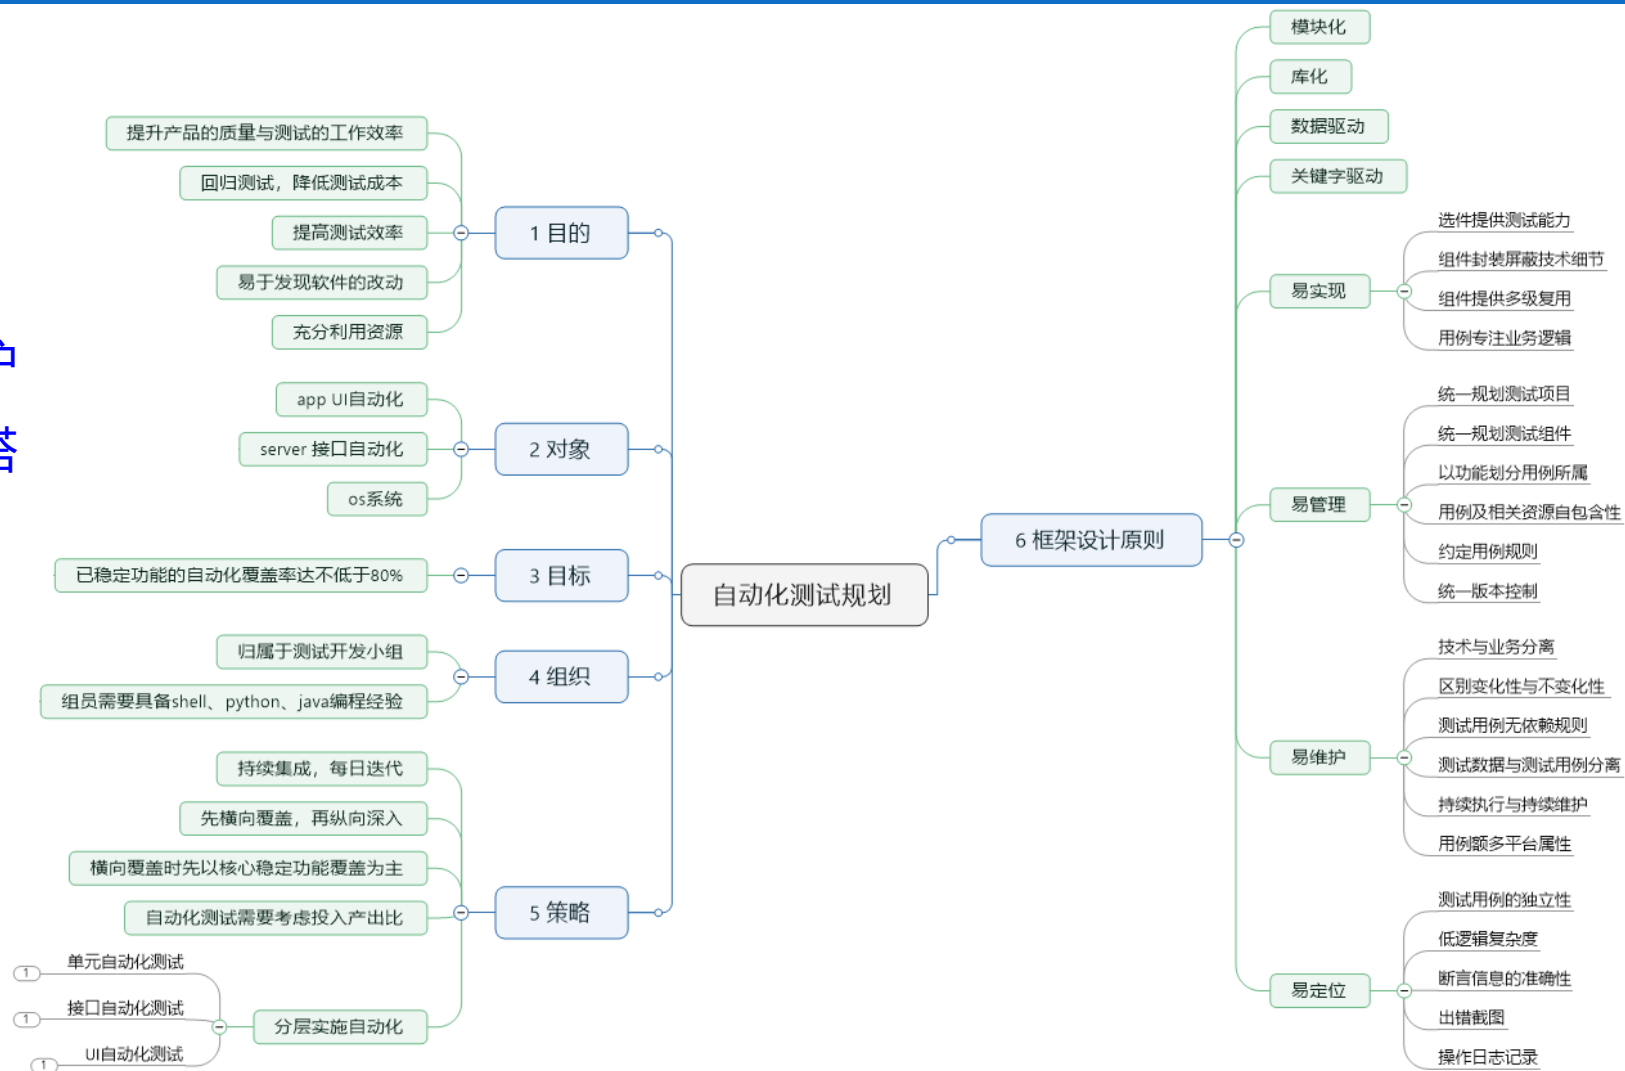 提升产品的质量与测试的工作效率
回归测试，降低测试成本
提高测试效率
易于发现软件的改动
充分利用资源
1 目的
app UI自动化
server 接口自动化
os系统
2 对象
已稳定功能的自动化覆盖率达不低于80%
3 目标
归属于测试开发小组
组员需要具备shell、python、java编程经验
4 组织
持续集成，每日迭代
先横向覆盖，再纵向深入
横向覆盖时先以核心稳定功能覆盖为主
自动化测试需要考虑投入产出比
分层实施自动化
单元自动化测试
1
接口自动化测试
1
UI自动化测试
1
5 策略
自动化测试规划
6 框架设计原则
模块化
库化
数据驱动
关键字驱动
易实现
选件提供测试能力
组件封装屏蔽技术细节
组件提供多级复用
用例专注业务逻辑
易管理
统一规划测试项目
统一规划测试组件
以功能划分用例所属
用例及相关资源自包含性
约定用例规则
统一版本控制
易维护
技术与业务分离
区别变化性与不变化性
测试用例无依赖规则
测试数据与测试用例分离
持续执行与持续维护
用例额多平台属性
易定位
测试用例的独立性
低逻辑复杂度
断言信息的准确性
出错截图
操作日志记录